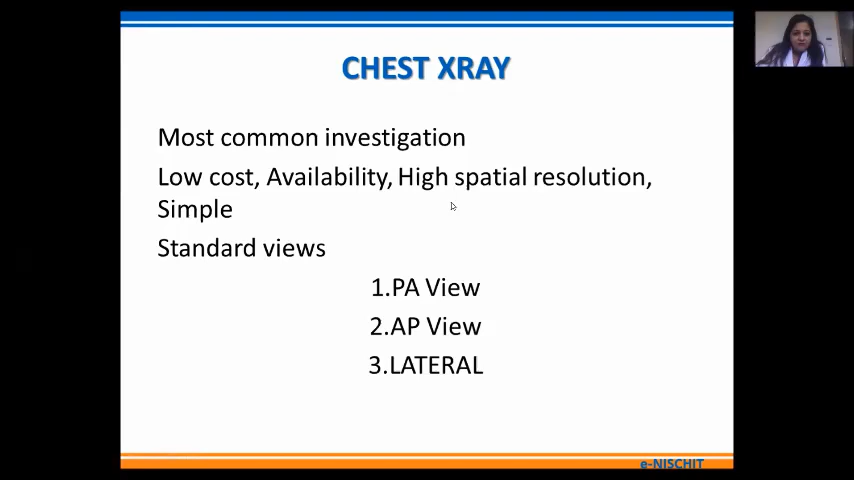 CHEST XRAY
Most common investigation
Low cost, Availability, High spatial resolution,
Simple
Standard views
1.PA View
2.AP View
3.LATERAL
e-NISCHIT